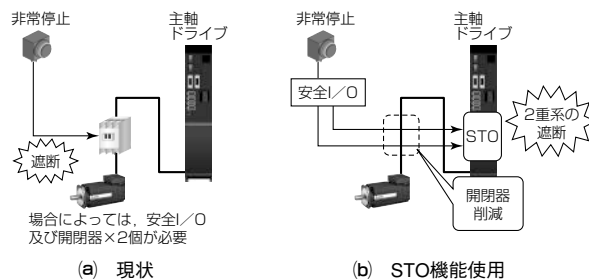 非常停止
主軸
ドライブ
遮断
場合によっては，安全I／O
及び開閉器×2個が必要
(a) 現状
非常停止
主軸
ドライブ
安全I／O
STO
2重系の
遮断
開閉器
削減
(b) STO機能使用